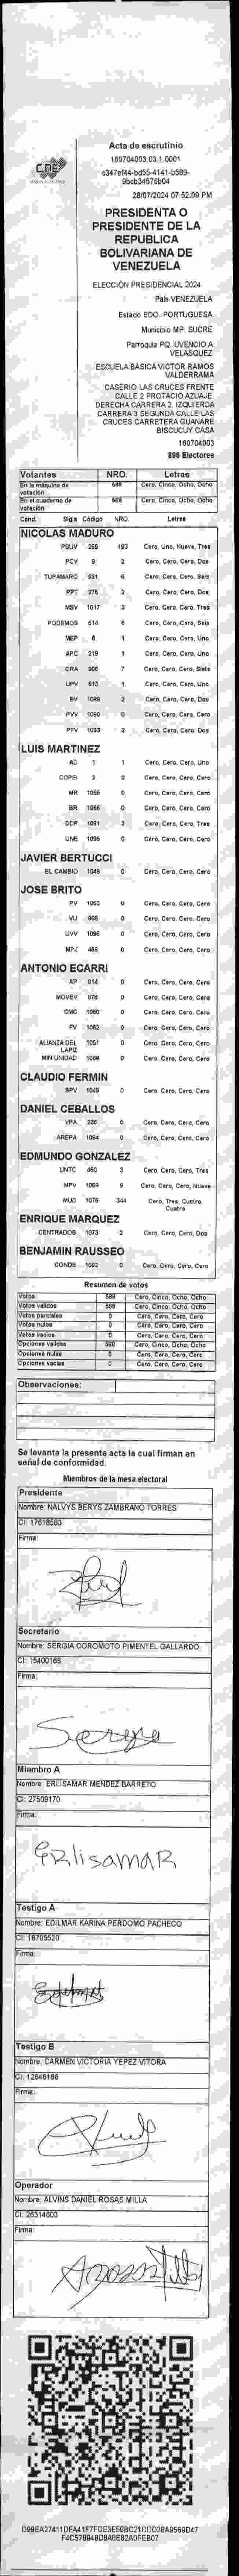 CNE
Acta de escrutinio
160704003.03.1.0001
28/07/2024 07:52:09 PM
PRESIDENTA O
PRESIDENTE DE LA
REPUBLICA
BOLIVARIANA DE
VENEZUELA
ELECCIÓN PRESIDENCIAL 2024
País VENEZUELA
Estado EDO. PORTUGUESA
Municipio MP. SUCRE
Parroquia PQ. UVENCIO A
VELASQUEZ
ESCUELA BASICA VICTOR RAMOS
VALDERRAMA
CASERIO LAS CRUCES FRENTE
CALLE 2 PROTACIO AZUAJE
DERECHA CARRERA 2. IZQUIERDA
CARRERA 3 SEGUNDA CALLE LAS
CRUCES CARRETERA GUANARE
BISCUCUY CASA
160704003
896 Electores
Votantes NRO. Letras
En la máquina de votación 588 Cero, Cinco, Ocho, Ocho
En el cuaderno de votación 588 Cero, Cinco, Ocho, Ocho
Cand. Sigla Código NRO. Letras
NICOLAS MADURO
PSUV 259 193 Cero, Uno, Nueve, Tres
PCV 9 2 Cero, Cero, Cero, Dos
TUPAMARO 931 6 Cero, Cero, Cero, Seis
PPT 275 2 Cero, Cero, Cero, Dos
MSV 1017 3 Cero, Cero, Cero, Tres
PODEMOS 614 6 Cero, Cero, Cero, Seis
MEP 6 1 Cero, Cero, Cero, Uno
APC 219 1 Cero, Cero, Cero, Uno
ORA 906 7 Cero, Cero, Cero, Siete
UPV 613 1 Cero, Cero, Cero, Uno
EV 1089 2 Cero, Cero, Cero, Dos
PVV 1090 0 Cero, Cero, Cero, Cero
PFV 1093 2 Cero, Cero, Cero, Dos
LUIS MARTINEZ
AD 1 1 Cero, Cero, Cero, Uno
COPEI 2 0 Cero, Cero, Cero, Cero
MR 1055 0 Cero, Cero, Cero, Cero
BR 1066 0 Cero, Cero, Cero, Cero
DDP 1091 3 Cero, Cero, Cero, Tres
UNE 1095 0 Cero, Cero, Cero, Cero
JAVIER BERTUCCI
EL CAMBIO 1048 0 Cero, Cero, Cero, Cero
JOSE BRITO
PV 1053 0 Cero, Cero, Cero, Cero
VU 969 0 Cero, Cero, Cero, Cero
UVV 1096 0 Cero, Cero, Cero, Cero
MPJ 466 0 Cero, Cero, Cero, Cero
ANTONIO ECARRI
AP 914 0 Cero, Cero, Cero, Cero
MOVEV 978 0 Cero, Cero, Cero, Cero
CMC 1060 0 Cero, Cero, Cero, Cero
FV 1082 0 Cero, Cero, Cero, Cero
ALIANZA DEL LAPIZ 1051 0 Cero, Cero, Cero, Cero
MIN UNIDAD 1068 0 Cero, Cero, Cero, Cero
CLAUDIO FERMIN
SPV 1049 0 Cero, Cero, Cero, Cero
DANIEL CEBALLOS
VPA 236 0 Cero, Cero, Cero, Cero
AREPA 1094 0 Cero, Cero, Cero, Cero
EDMUNDO GONZALEZ
UNTC 460 3 Cero, Cero, Cero, Tres
MPV 1069 9 Cero, Cero, Cero, Nueve
MUD 1075 344 Cero, Tres, Cuatro, Cuatro
ENRIQUE MARQUEZ
CENTRADOS 1073 2 Cero, Cero, Cero, Dos
BENJAMIN RAUSSEO
CONDE 1092 0 Cero, Cero, Cero, Cero
Resumen de votos
Votos 588 Cero, Cinco, Ocho, Ocho
Votos validos 588 Cero, Cinco, Ocho, Ocho
Votos parciales 0 Cero, Cero, Cero, Cero
Votos nulos 0 Cero, Cero, Cero, Cero
Votos vacios 0 Cero, Cero, Cero, Cero
Opciones validas 588 Cero, Cinco, Ocho, Ocho
Opciones nulas 0 Cero, Cero, Cero, Cero
Opciones vacias 0 Cero, Cero, Cero, Cero
Observaciones:
Se levanta la presente acta la cual firman en
señal de conformidad.
Miembros de la mesa electoral
Presidente
Nombre: NALVYS BERYS ZAMBRANO TORRES
CI: 17618583
Firma:
Secretario
Nombre: SERGIA COROMOTO PIMENTEL GALLARDO
CI: 15400168
Firma:
Miembro A
Nombre: ERLISAMAR MENDEZ BARRETO
CI: 27509170
Firma:
ERlisamaR
Testigo A
Nombre: EDILMAR KARINA PERDOMO PACHECO
CI: 16705520
Firma:
Testigo B
Nombre: CARMEN VICTORIA YEPEZ VITORA
CI: 12646166
Firma:
Operador
Nombre: ALVINS DANIEL ROSAS MILLA
CI: 26314603
Firma: